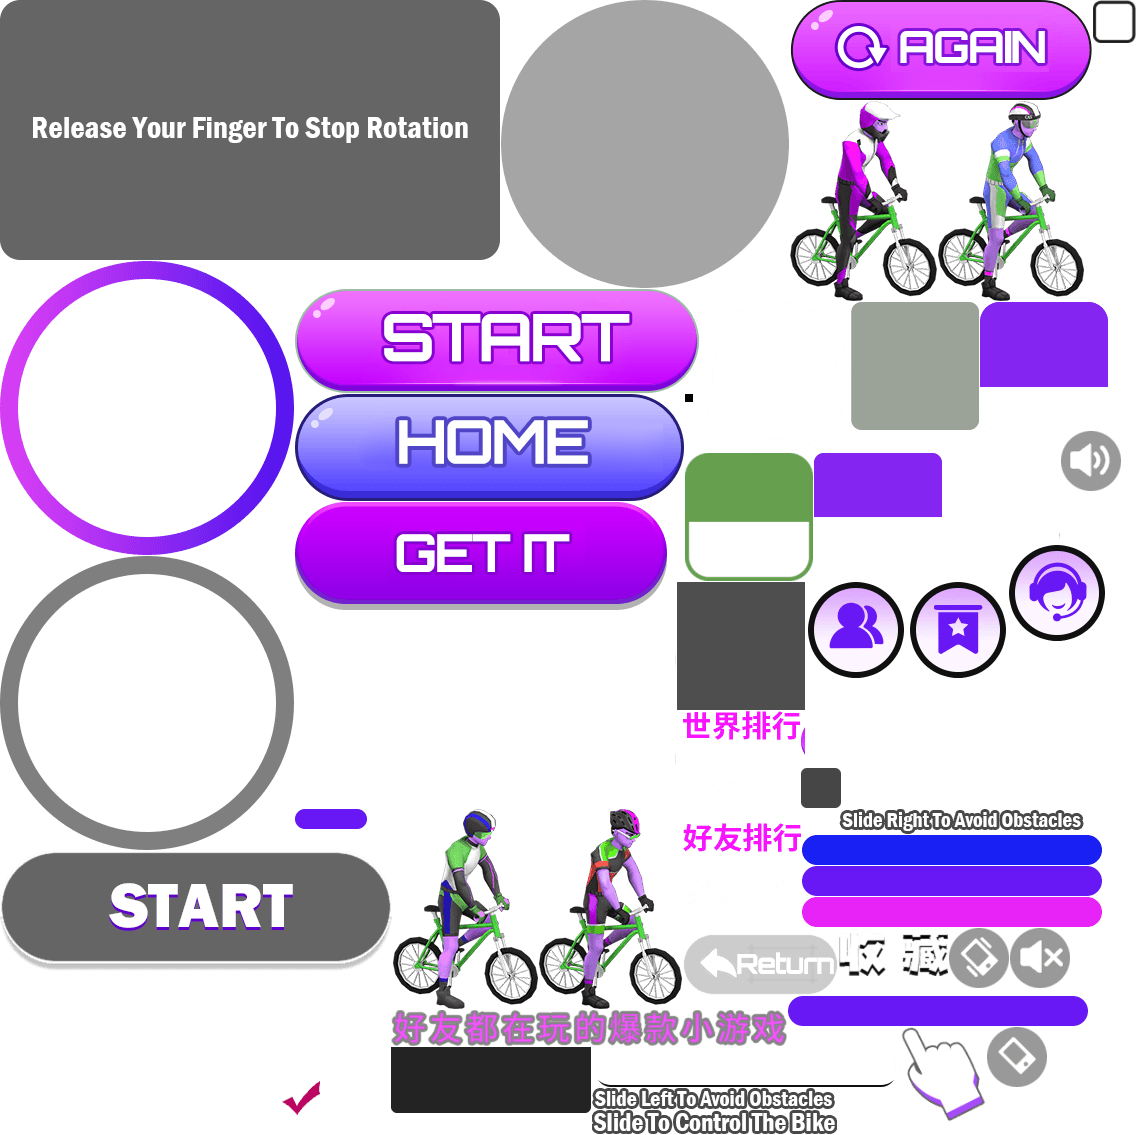 Release Your Finger To Stop Rotation
AGAIN
START
HOME
GET IT
世界排行
Slide Right To Avoid Obstacles
好友排行
START
Return
收藏
好友都在玩的爆款小游戏
Slide Left To Avoid Obstacles
Slide To Control The Bike